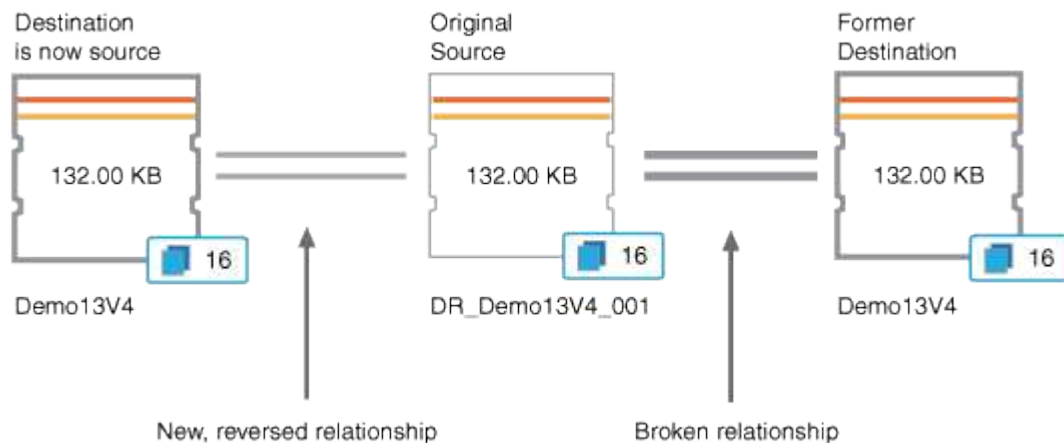 Destination
is now source
Original
Source
Former
Destination
132.00 KB
132.00 KB
132.00 KB
16
16
16
Demo13V4
DR_Demo13V4_001
Demo13V4
New, reversed relationship
Broken relationship